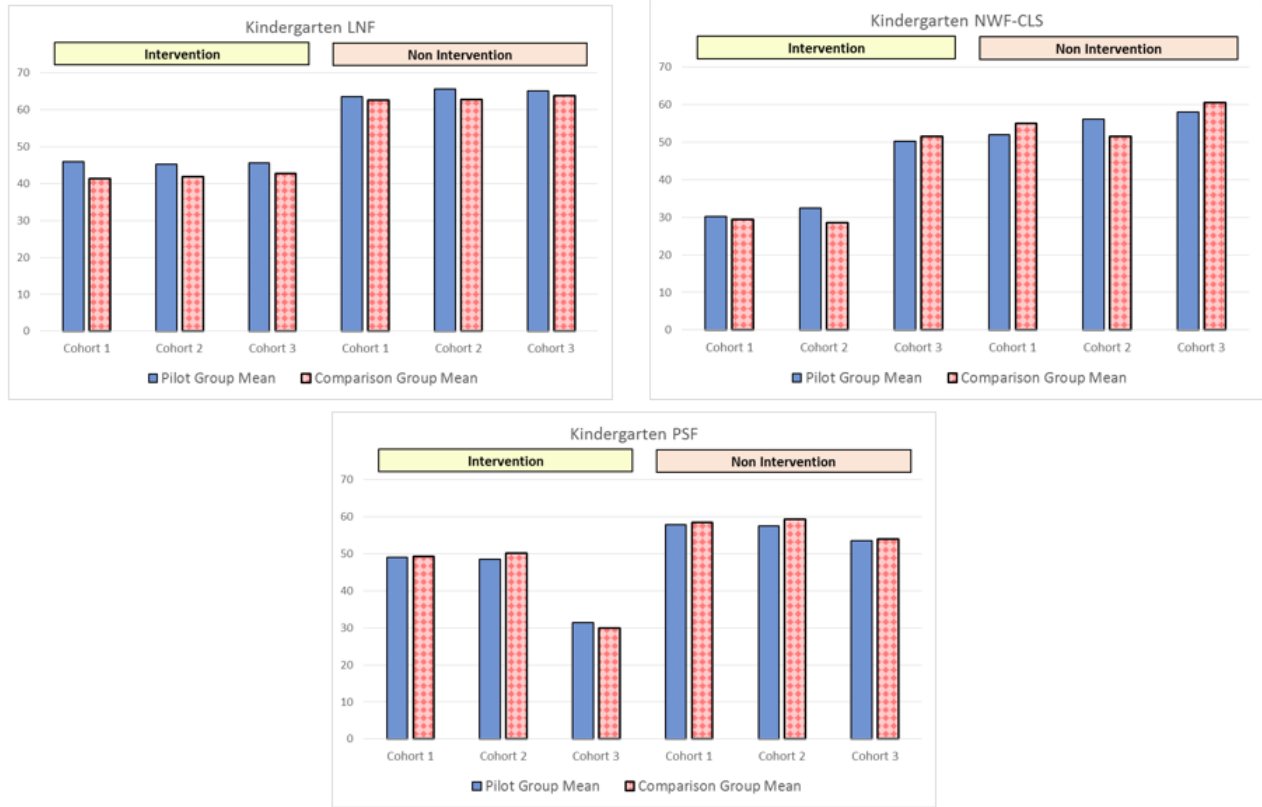 Kindergarten LNF
Intervention Non Intervention
70
60
50
40
30
20
10
0
Cohort 1 Cohort 2 Cohort 3 Cohort 1 Cohort 2 Cohort 3
Pilot Group Mean Comparison Group Mean
Kindergarten NWF-CLS
Intervention Non Intervention
70
60
50
40
30
20
10
0
Cohort 1 Cohort 2 Cohort 3 Cohort 1 Cohort 2 Cohort 3
Pilot Group Mean Comparison Group Mean
Kindergarten PSF
Intervention Non Intervention
70
60
50
40
30
20
10
0
Cohort 1 Cohort 2 Cohort 3 Cohort 1 Cohort 2 Cohort 3
Pilot Group Mean Comparison Group Mean